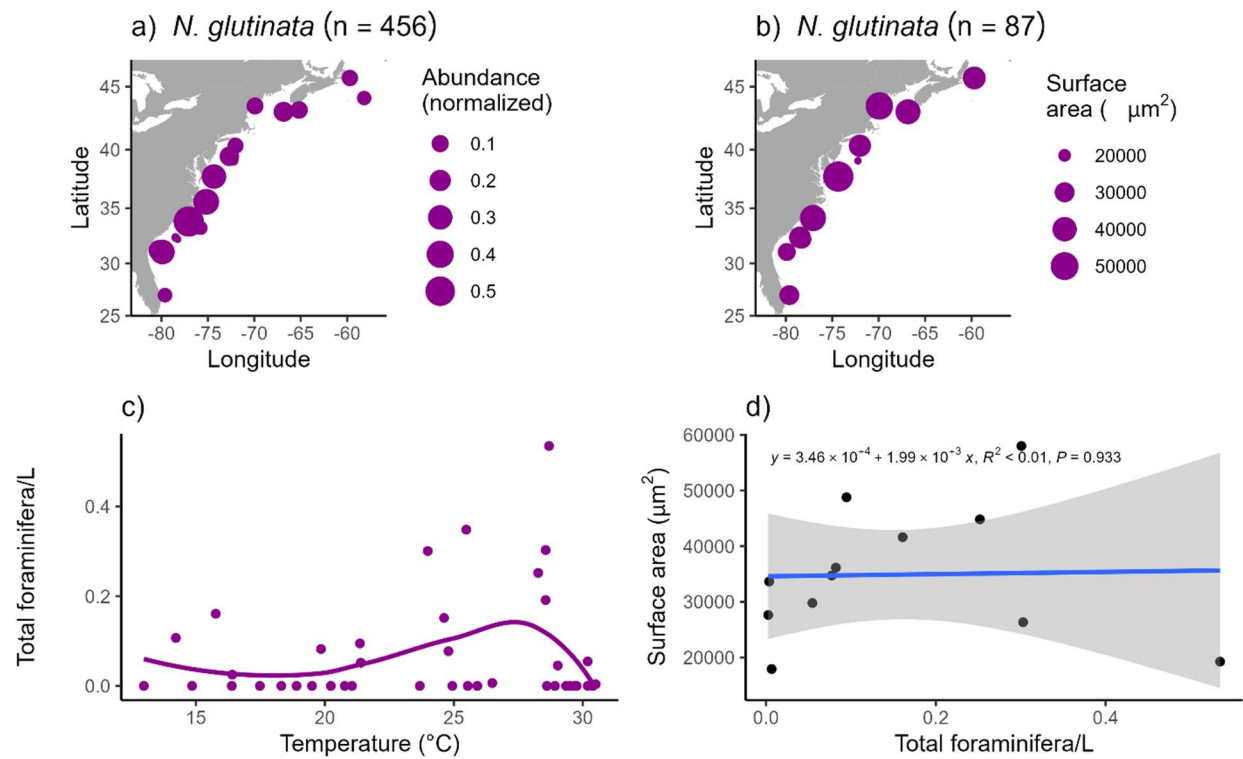 a) N. glutinata (n = 456)
45
40
35
30
25
Latitude
-80 -75 -70 -65 -60
Longitude
Abundance
(normalized)
0.1
0.2
0.3
0.4
0.5
b) N. glutinata (n = 87)
45
40
35
30
25
Latitude
-80 -75 -70 -65 -60
Longitude
Surface
area ( μm²)
20000
30000
40000
50000
c)
Total foraminifera/L
0.4
0.2
0.0
15 20 25 30
Temperature (°C)
d)
Surface area (μm²)
60000
50000
40000
30000
20000
y = 3.46 × 10⁺⁴ + 1.99 × 10⁺³ x, R² < 0.01, P = 0.933
0.0 0.2 0.4
Total foraminifera/L